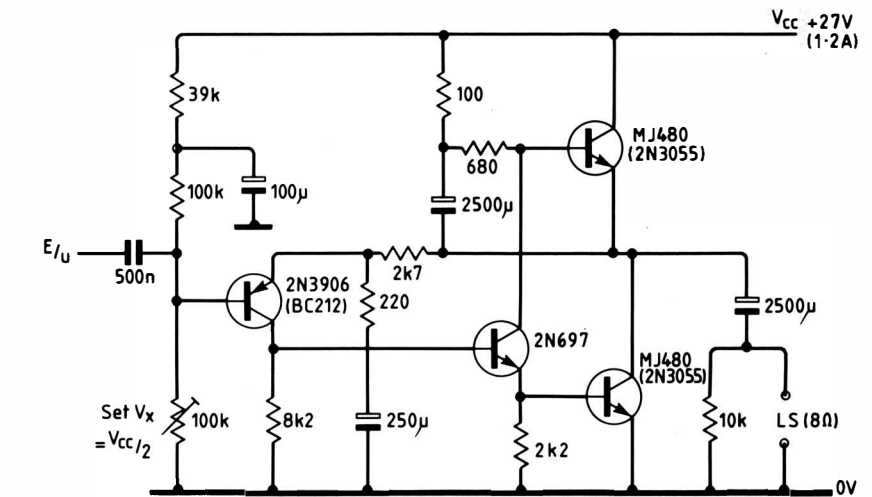 Vcc +27V
(1·2A)
39k
100
MJ480
(2N3055)
680
100k
100µ
2500µ
E/u
500n
2k7
2N3906
(BC212)
220
2500µ
2N697
MJ480
(2N3055)
Set Vx
= Vcc/2
100k
8k2
250µ
2k2
10k
LS (8Ω)
0V